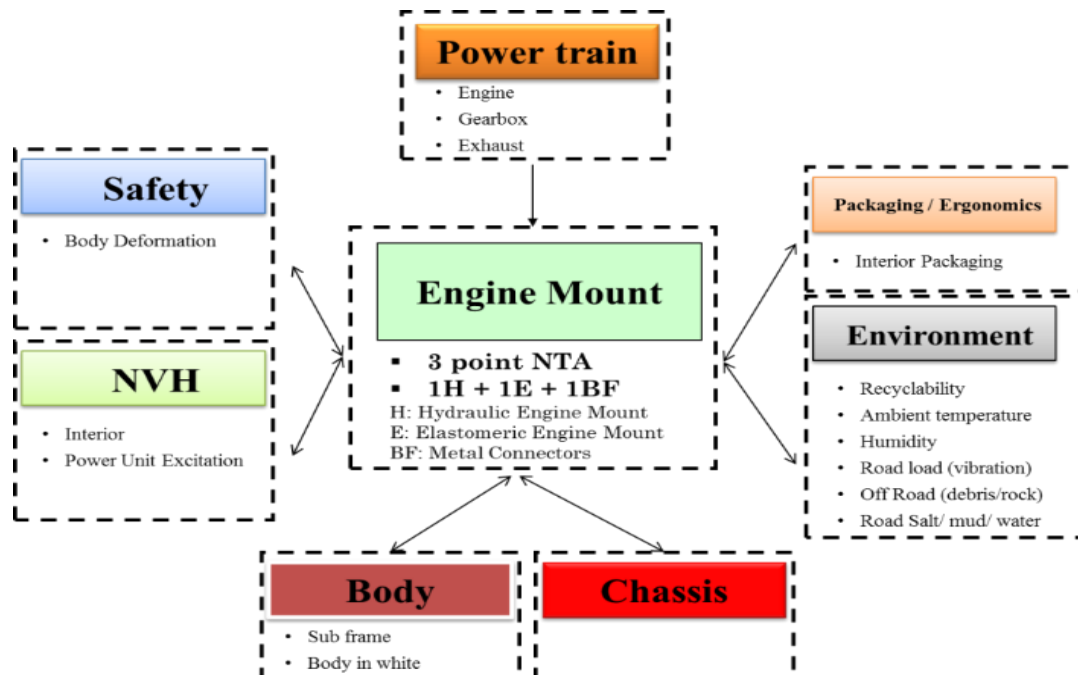 Power train
• Engine
• Gearbox
• Exhaust
Safety
• Body Deformation
Packaging / Ergonomics
• Interior Packaging
Engine Mount
▪ 3 point NTA
▪ 1H + 1E + 1BF
H: Hydraulic Engine Mount
E: Elastomeric Engine Mount
BF: Metal Connectors
NVH
• Interior
• Power Unit Excitation
Environment
• Recyclability
• Ambient temperature
• Humidity
• Road load (vibration)
• Off Road (debris/rock)
• Road Salt/ mud/ water
Body
• Sub frame
• Body in white
Chassis